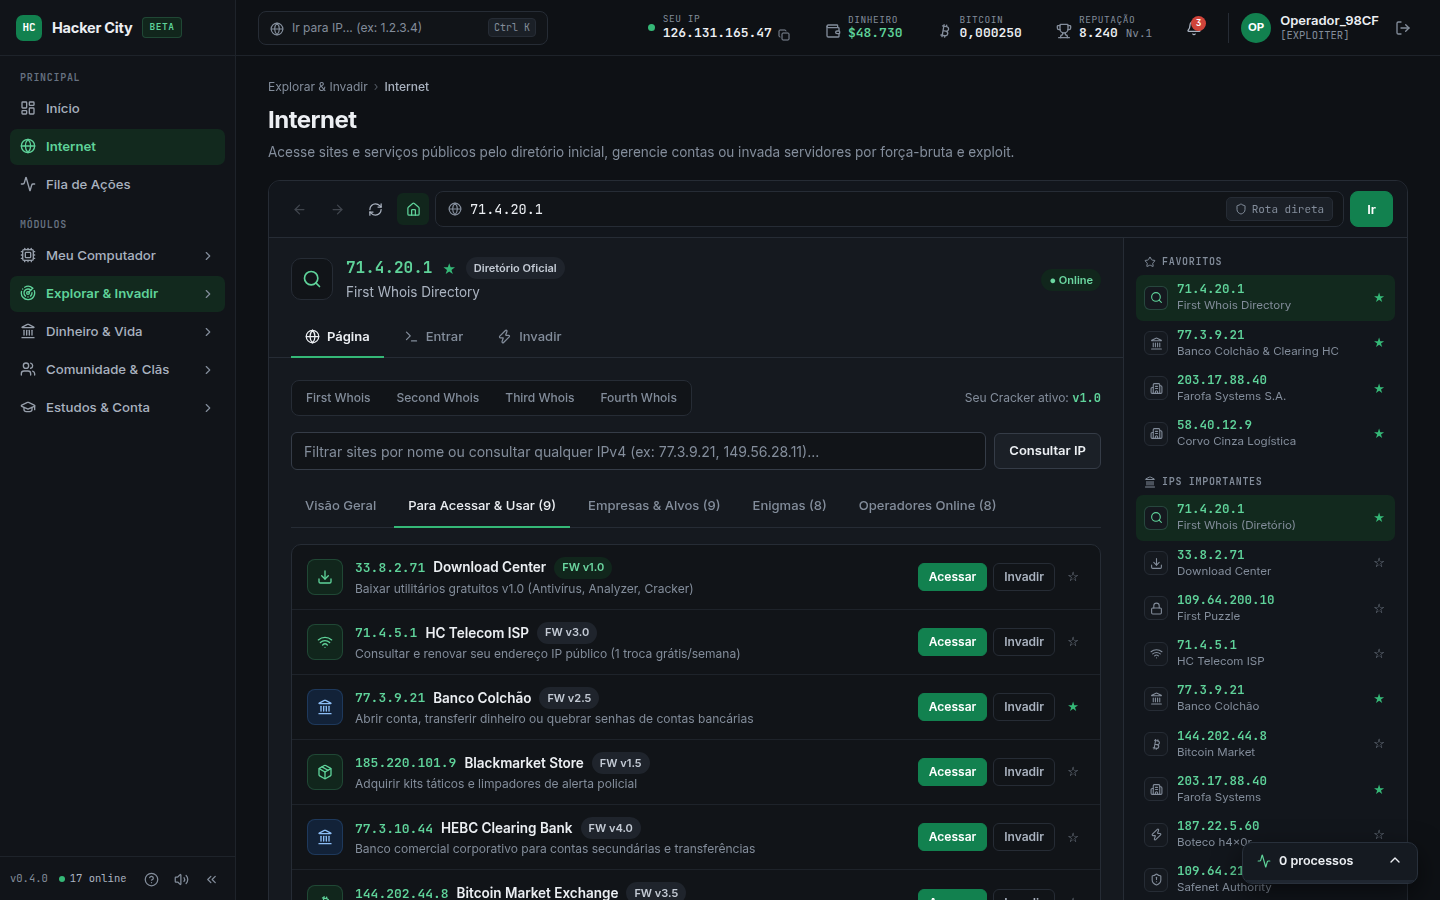 HC Hacker City BETA
Ir para IP... (ex: 1.2.3.4) Ctrl K
SEU IP
126.131.165.47
DINHEIRO
$48.730
BITCOIN
0,000250
REPUTAÇÃO
8.240 Nv.1
3
OP
Operador_98CF
[EXPLOITER]
PRINCIPAL
Início
Internet
Fila de Ações
MÓDULOS
Meu Computador
Explorar & Invadir
Dinheiro & Vida
Comunidade & Clãs
Estudos & Conta
v0.4.0 17 online
Explorar & Invadir › Internet
Internet
Acesse sites e serviços públicos pelo diretório inicial, gerencie contas ou invada servidores por força-bruta e exploit.
71.4.20.1 Rota direta Ir
71.4.20.1 ★ Diretório Oficial
First Whois Directory
Online
Página Entrar Invadir
First Whois Second Whois Third Whois Fourth Whois
Seu Cracker ativo: v1.0
Filtrar sites por nome ou consultar qualquer IPv4 (ex: 77.3.9.21, 149.56.28.11)...
Consultar IP
Visão Geral Para Acessar & Usar (9) Empresas & Alvos (9) Enigmas (8) Operadores Online (8)
33.8.2.71 Download Center FW v1.0
Baixar utilitários gratuitos v1.0 (Antivírus, Analyzer, Cracker)
Acessar Invadir ☆
71.4.5.1 HC Telecom ISP FW v3.0
Consultar e renovar seu endereço IP público (1 troca grátis/semana)
Acessar Invadir ☆
77.3.9.21 Banco Colchão FW v2.5
Abrir conta, transferir dinheiro ou quebrar senhas de contas bancárias
Acessar Invadir ★
185.220.101.9 Blackmarket Store FW v1.5
Adquirir kits táticos e limpadores de alerta policial
Acessar Invadir ☆
77.3.10.44 HEBC Clearing Bank FW v4.0
Banco comercial corporativo para contas secundárias e transferências
Acessar Invadir ☆
144.202.44.8 Bitcoin Market Exchange FW v3.5
Acessar Invadir
FAVORITOS
71.4.20.1
First Whois Directory
77.3.9.21
Banco Colchão & Clearing HC
203.17.88.40
Farofa Systems S.A.
58.40.12.9
Corvo Cinza Logística
IPS IMPORTANTES
71.4.20.1
First Whois (Diretório)
33.8.2.71
Download Center
109.64.200.10
First Puzzle
71.4.5.1
HC Telecom ISP
77.3.9.21
Banco Colchão
144.202.44.8
Bitcoin Market
203.17.88.40
Farofa Systems
187.22.5.60
Boteco h4x0r
109.64.21
Safenet Authority
0 processos